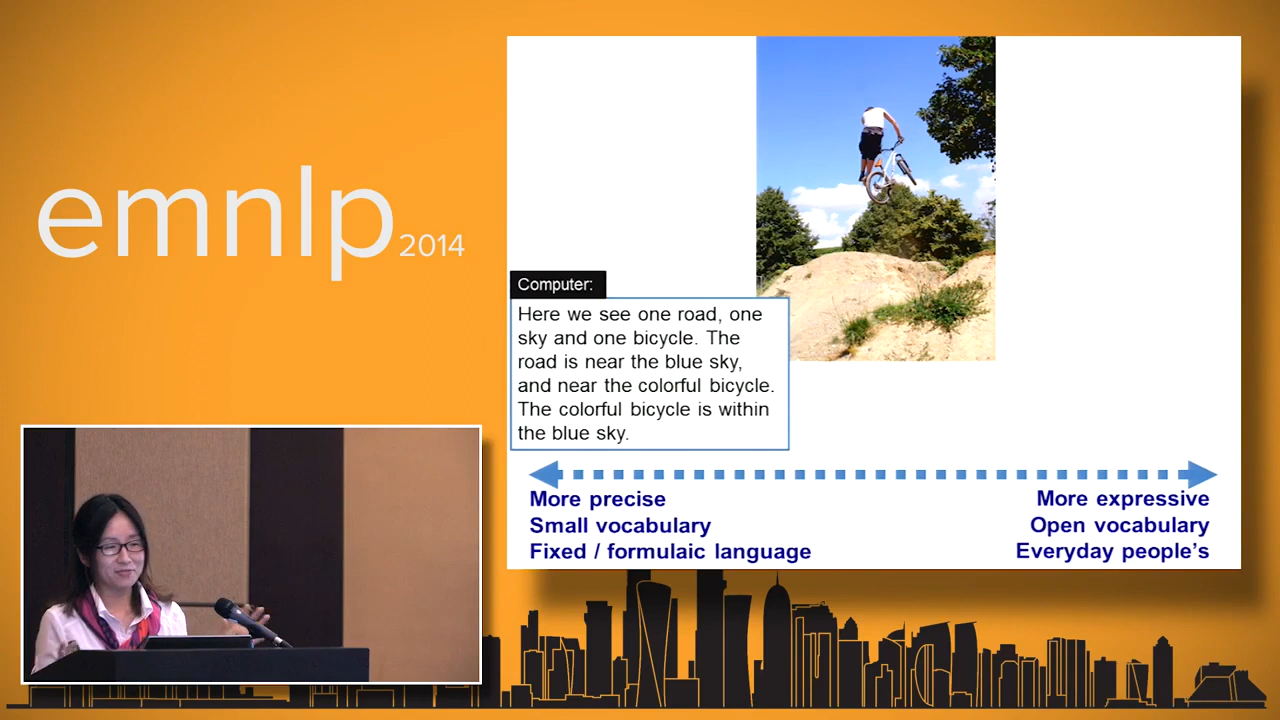 emnlp 2014
Computer:
Here we see one road, one
sky and one bicycle. The
road is near the blue sky,
and near the colorful bicycle.
The colorful bicycle is within
the blue sky.
More precise
Small vocabulary
Fixed / formulaic language
More expressive
Open vocabulary
Everyday people's